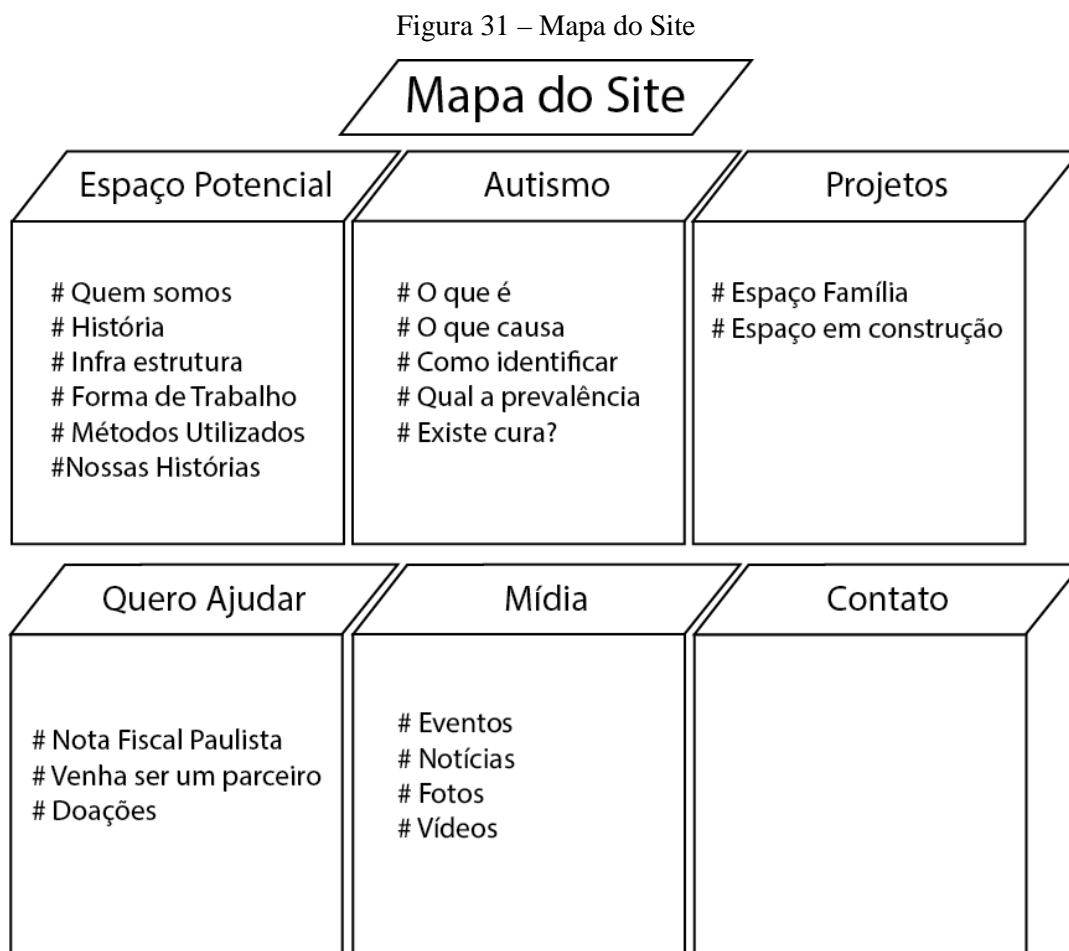 Figura 31 – Mapa do Site
Mapa do Site
Espaço Potencial
# Quem somos
# História
# Infra estrutura
# Forma de Trabalho
# Métodos Utilizados
#Nossas Histórias
Autismo
# O que é
# O que causa
# Como identificar
# Qual a prevalência
# Existe cura?
Projetos
# Espaço Família
# Espaço em construção
Quero Ajudar
# Nota Fiscal Paulista
# Venha ser um parceiro
# Doações
Mídia
# Eventos
# Notícias
# Fotos
# Vídeos
Contato